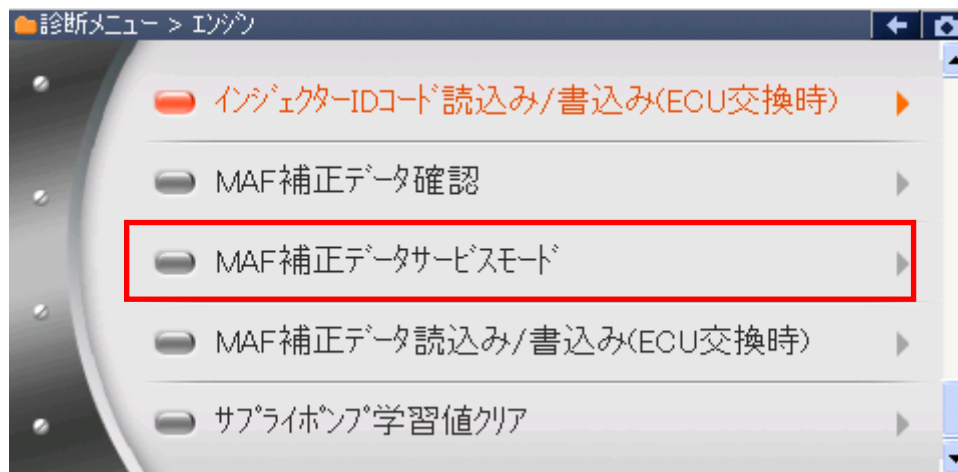 診断メニュー > エンジン
インジェクターIDコード読込み/書込み(ECU交換時)
MAF補正データ確認
MAF補正データサービスモード
MAF補正データ読込み/書込み(ECU交換時)
サプライポンプ学習値クリア